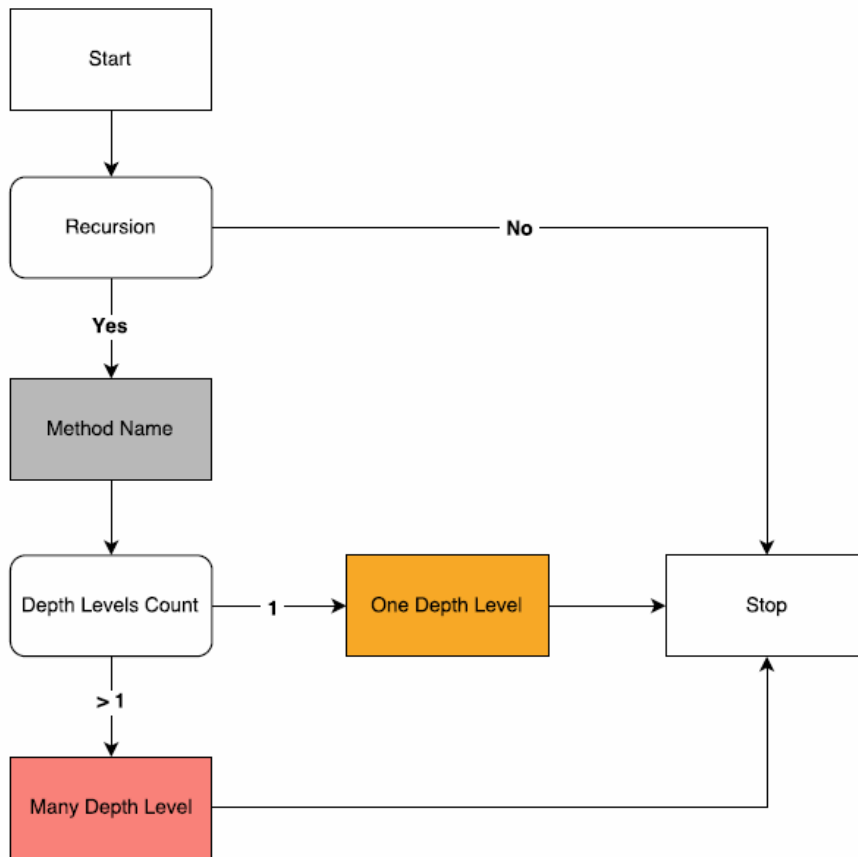 Start
Recursion
No
Yes
Method Name
Depth Levels Count
1
One Depth Level
Stop
> 1
Many Depth Level